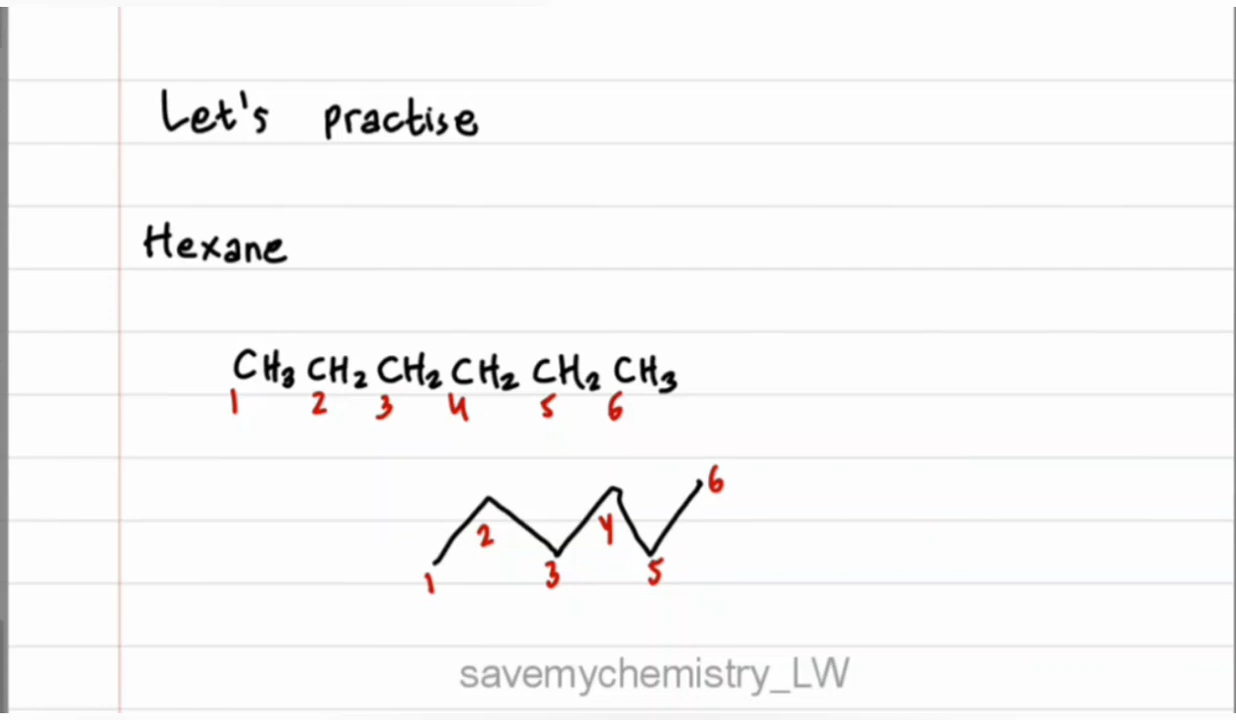 Let's practise
Hexane
CH3 CH2 CH2 CH2 CH2 CH3
1 2 3 4 5 6
1 2 3 4 5 6
savemychemistry_LW